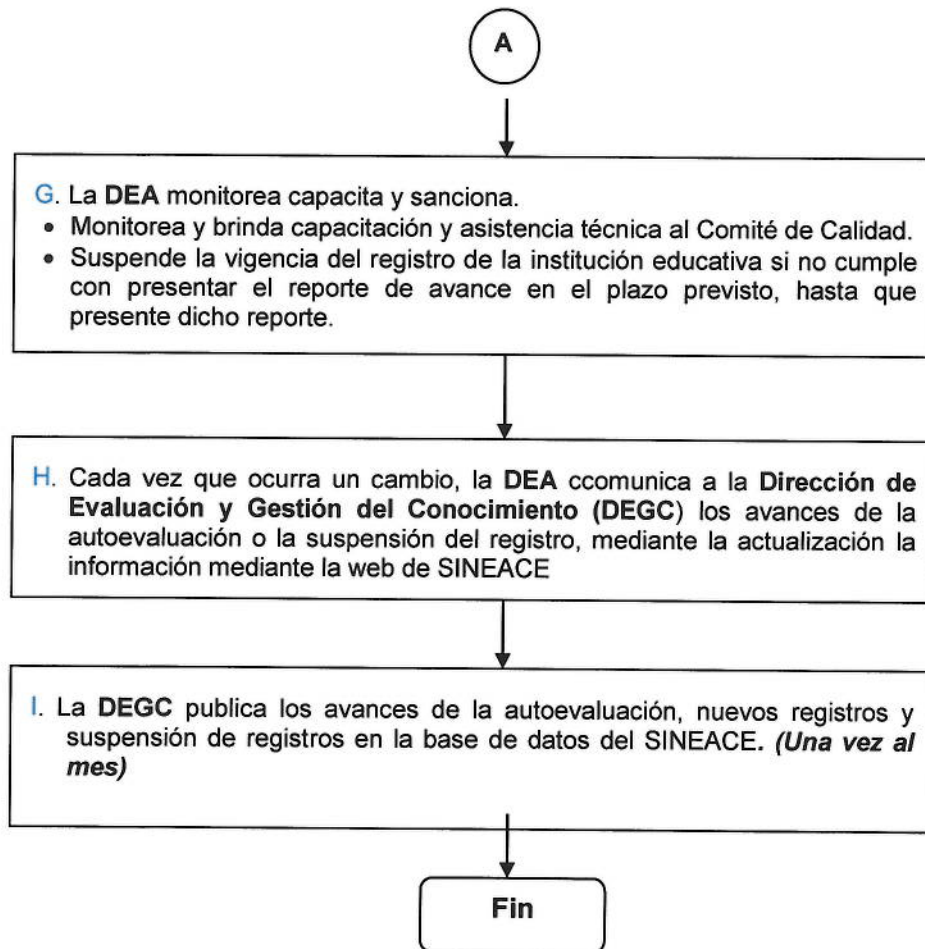 A
G. La DEA monitorea capacita y sanciona.
• Monitorea y brinda capacitación y asistencia técnica al Comité de Calidad.
• Suspende la vigencia del registro de la institución educativa si no cumple
con presentar el reporte de avance en el plazo previsto, hasta que
presente dicho reporte.
H. Cada vez que ocurra un cambio, la DEA ccomunica a la Dirección de
Evaluación y Gestión del Conocimiento (DEGC) los avances de la
autoevaluación o la suspensión del registro, mediante la actualización la
información mediante la web de SINEACE
I. La DEGC publica los avances de la autoevaluación, nuevos registros y
suspensión de registros en la base de datos del SINEACE. (Una vez al
mes)
Fin